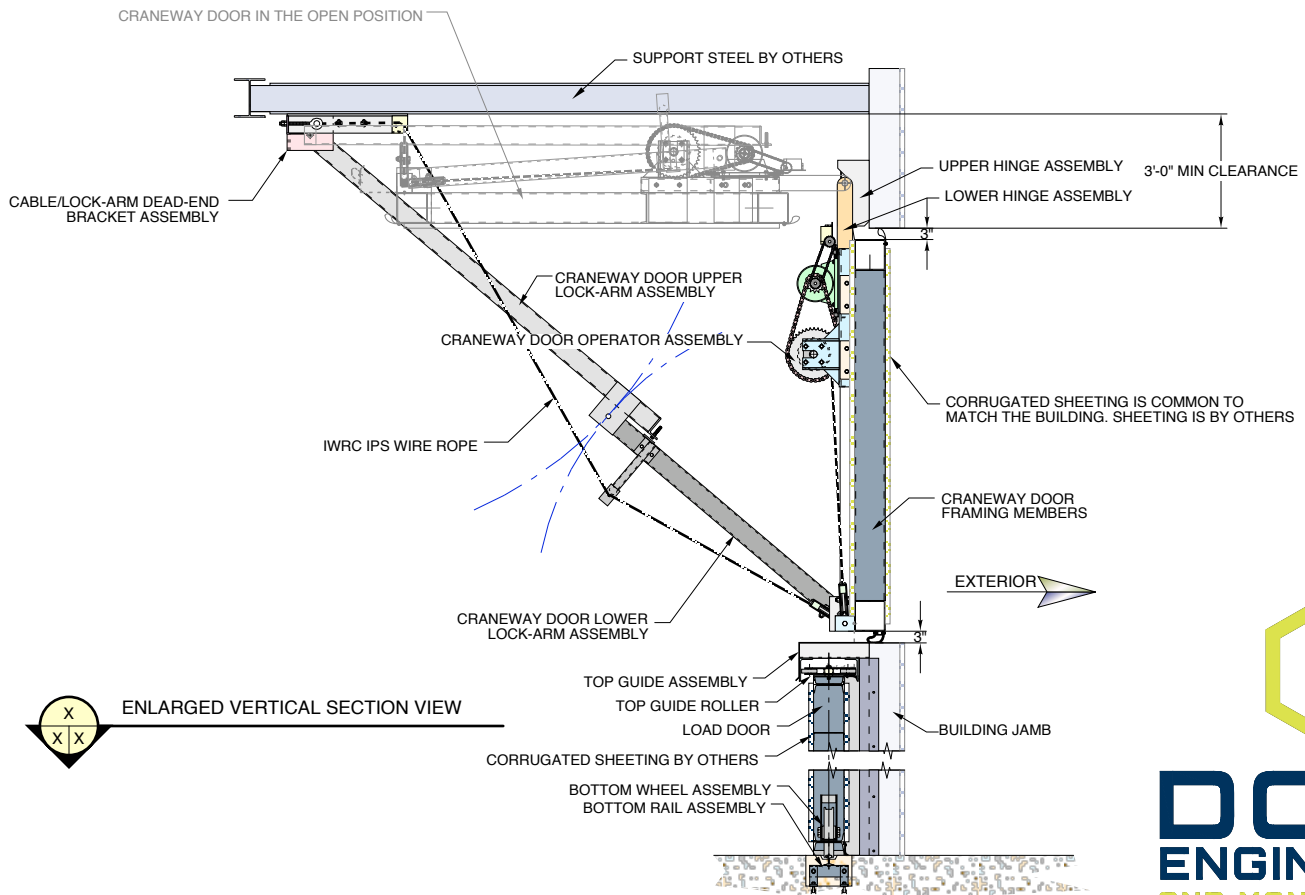 CRANEWAY DOOR IN THE OPEN POSITION
SUPPORT STEEL BY OTHERS
UPPER HINGE ASSEMBLY
3'-0" MIN CLEARANCE
LOWER HINGE ASSEMBLY
CABLE/LOCK-ARM DEAD-END
BRACKET ASSEMBLY
3"
CRANEWAY DOOR UPPER
LOCK-ARM ASSEMBLY
CRANEWAY DOOR OPERATOR ASSEMBLY
CORRUGATED SHEETING IS COMMON TO
MATCH THE BUILDING. SHEETING IS BY OTHERS
IWRC IPS WIRE ROPE
CRANEWAY DOOR
FRAMING MEMBERS
EXTERIOR
CRANEWAY DOOR LOWER
LOCK-ARM ASSEMBLY
3"
TOP GUIDE ASSEMBLY
TOP GUIDE ROLLER
LOAD DOOR
BUILDING JAMB
CORRUGATED SHEETING BY OTHERS
BOTTOM WHEEL ASSEMBLY
BOTTOM RAIL ASSEMBLY
X
X X
ENLARGED VERTICAL SECTION VIEW